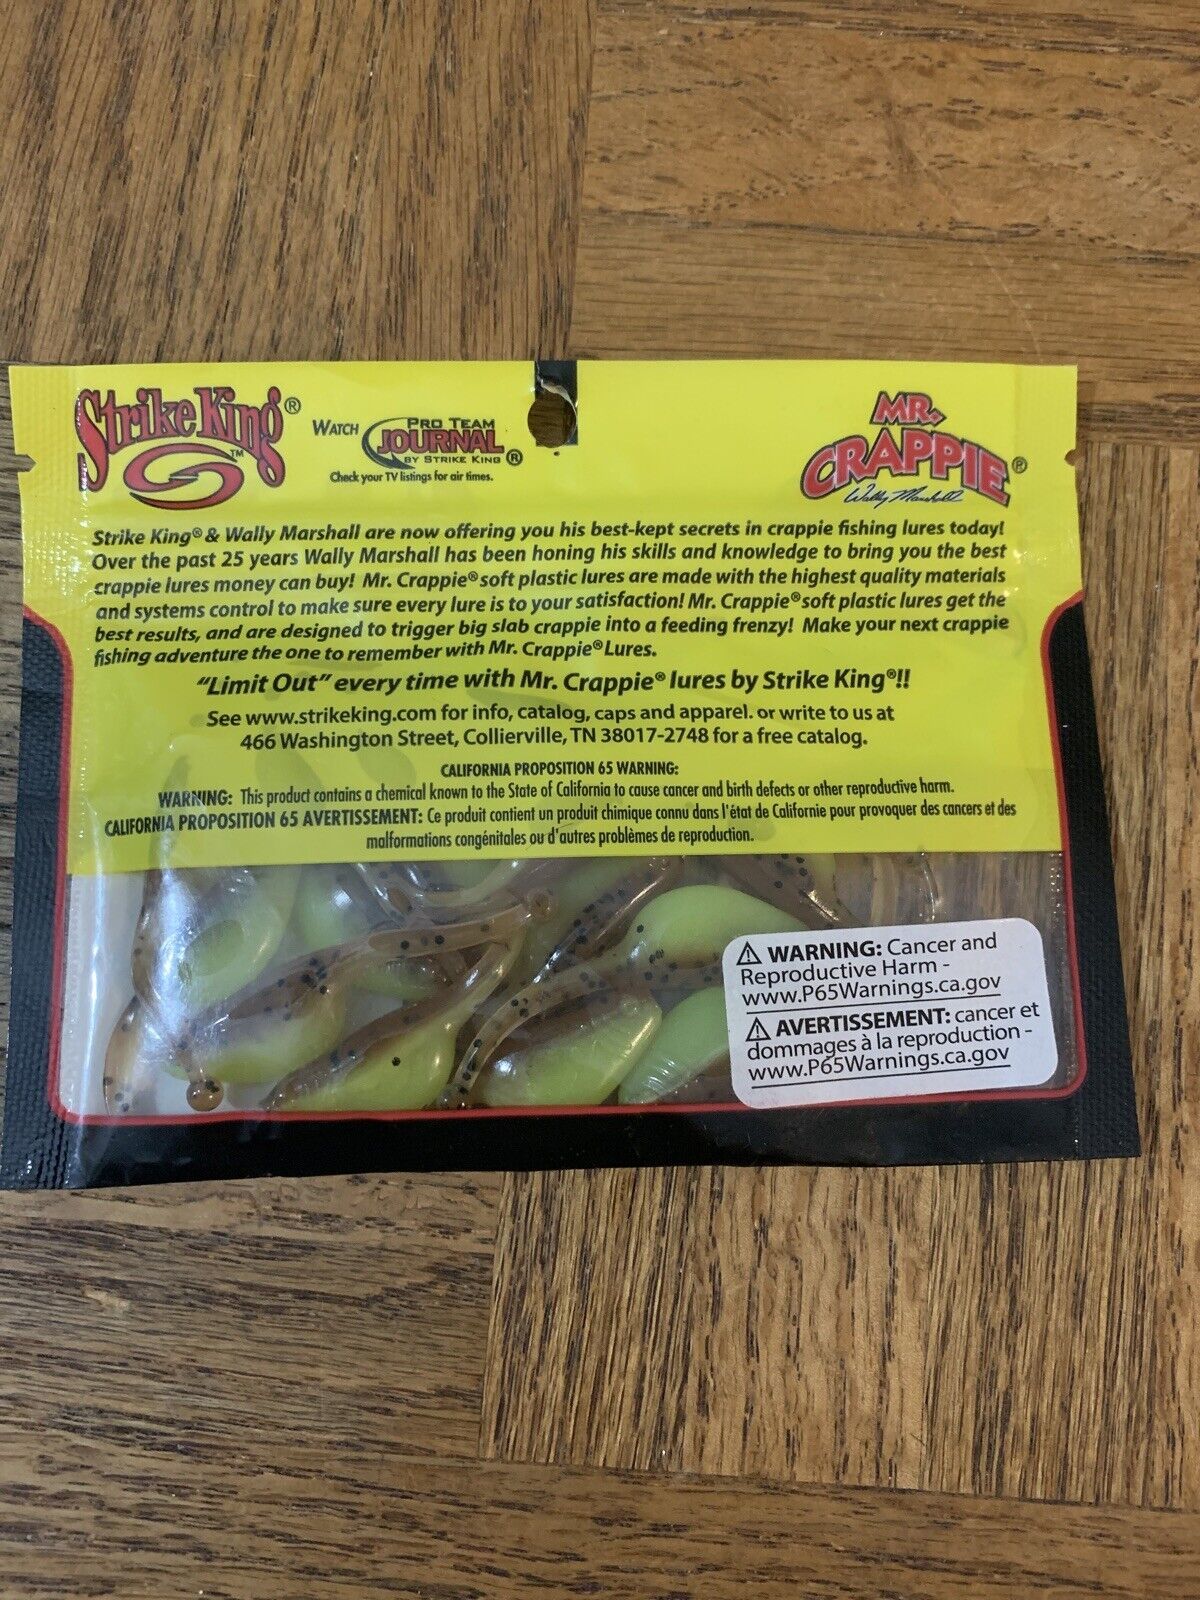 Strike King®
™
WATCH PRO TEAM
JOURNAL
BY STRIKE KING ®
Check your TV listings for air times.
MR.
CRAPPIE®
Wally Marshall
Strike King® & Wally Marshall are now offering you his best-kept secrets in crappie fishing lures today!
Over the past 25 years Wally Marshall has been honing his skills and knowledge to bring you the best
crappie lures money can buy! Mr. Crappie® soft plastic lures are made with the highest quality materials
and systems control to make sure every lure is to your satisfaction! Mr. Crappie® soft plastic lures get the
best results, and are designed to trigger big slab crappie into a feeding frenzy! Make your next crappie
fishing adventure the one to remember with Mr. Crappie® Lures.
“Limit Out” every time with Mr. Crappie® lures by Strike King®!!
See www.strikeking.com for info, catalog, caps and apparel. or write to us at
466 Washington Street, Collierville, TN 38017-2748 for a free catalog.
CALIFORNIA PROPOSITION 65 WARNING:
WARNING: This product contains a chemical known to the State of California to cause cancer and birth defects or other reproductive harm.
CALIFORNIA PROPOSITION 65 AVERTISSEMENT: Ce produit contient un produit chimique connu dans l'état de Californie pour provoquer des cancers et des
malformations congénitales ou d'autres problèmes de reproduction.
⚠ WARNING: Cancer and
Reproductive Harm -
www.P65Warnings.ca.gov
⚠ AVERTISSEMENT: cancer et
dommages à la reproduction -
www.P65Warnings.ca.gov